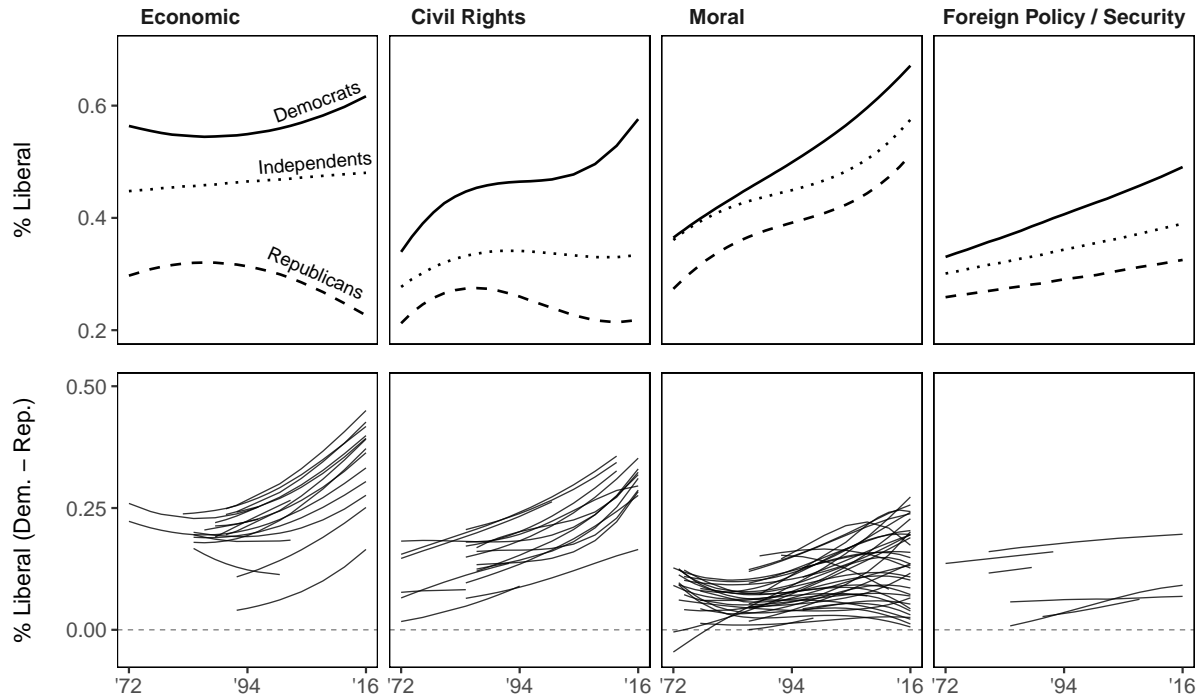 Economic Civil Rights Moral Foreign Policy / Security
% Liberal
0.6
0.4
0.2
Democrats
Independents
Republicans
% Liberal (Dem. – Rep.)
0.50
0.25
0.00
'72 '94 '16 '72 '94 '16 '72 '94 '16 '72 '94 '16